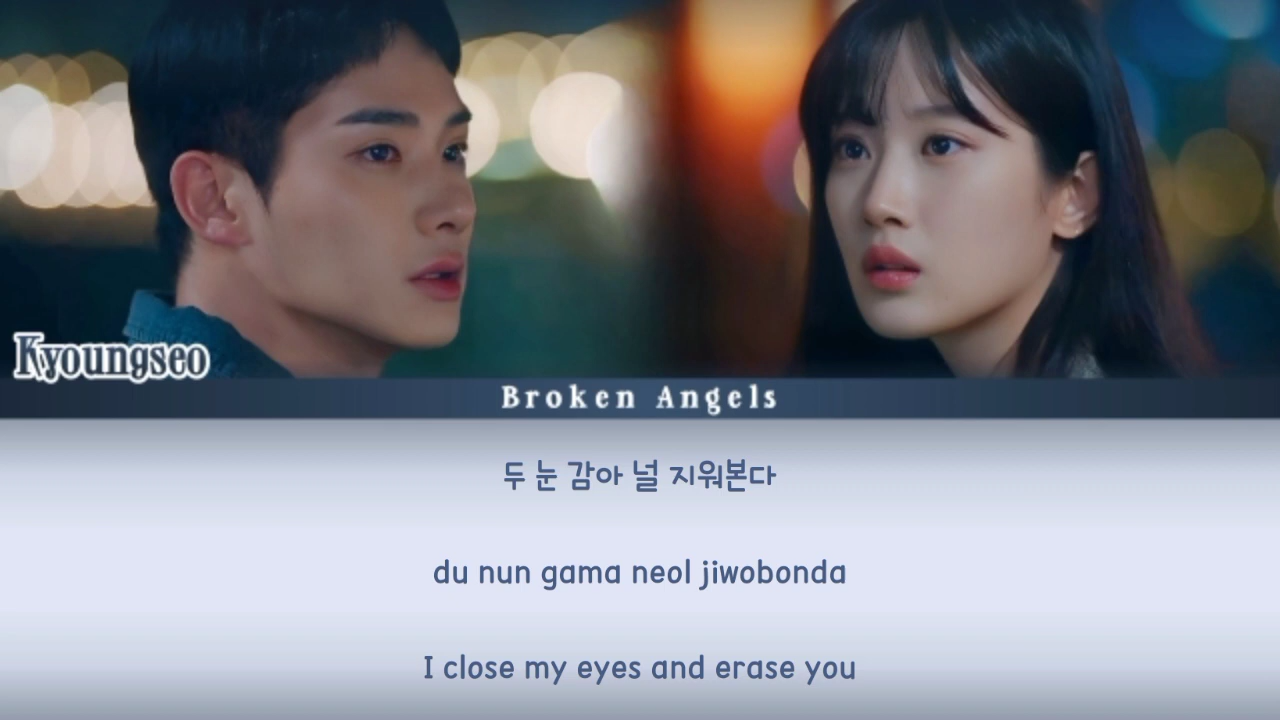 Kyoungseo
Broken Angels
두 눈 감아 널 지워본다
du nun gama neol jiwobonda
I close my eyes and erase you